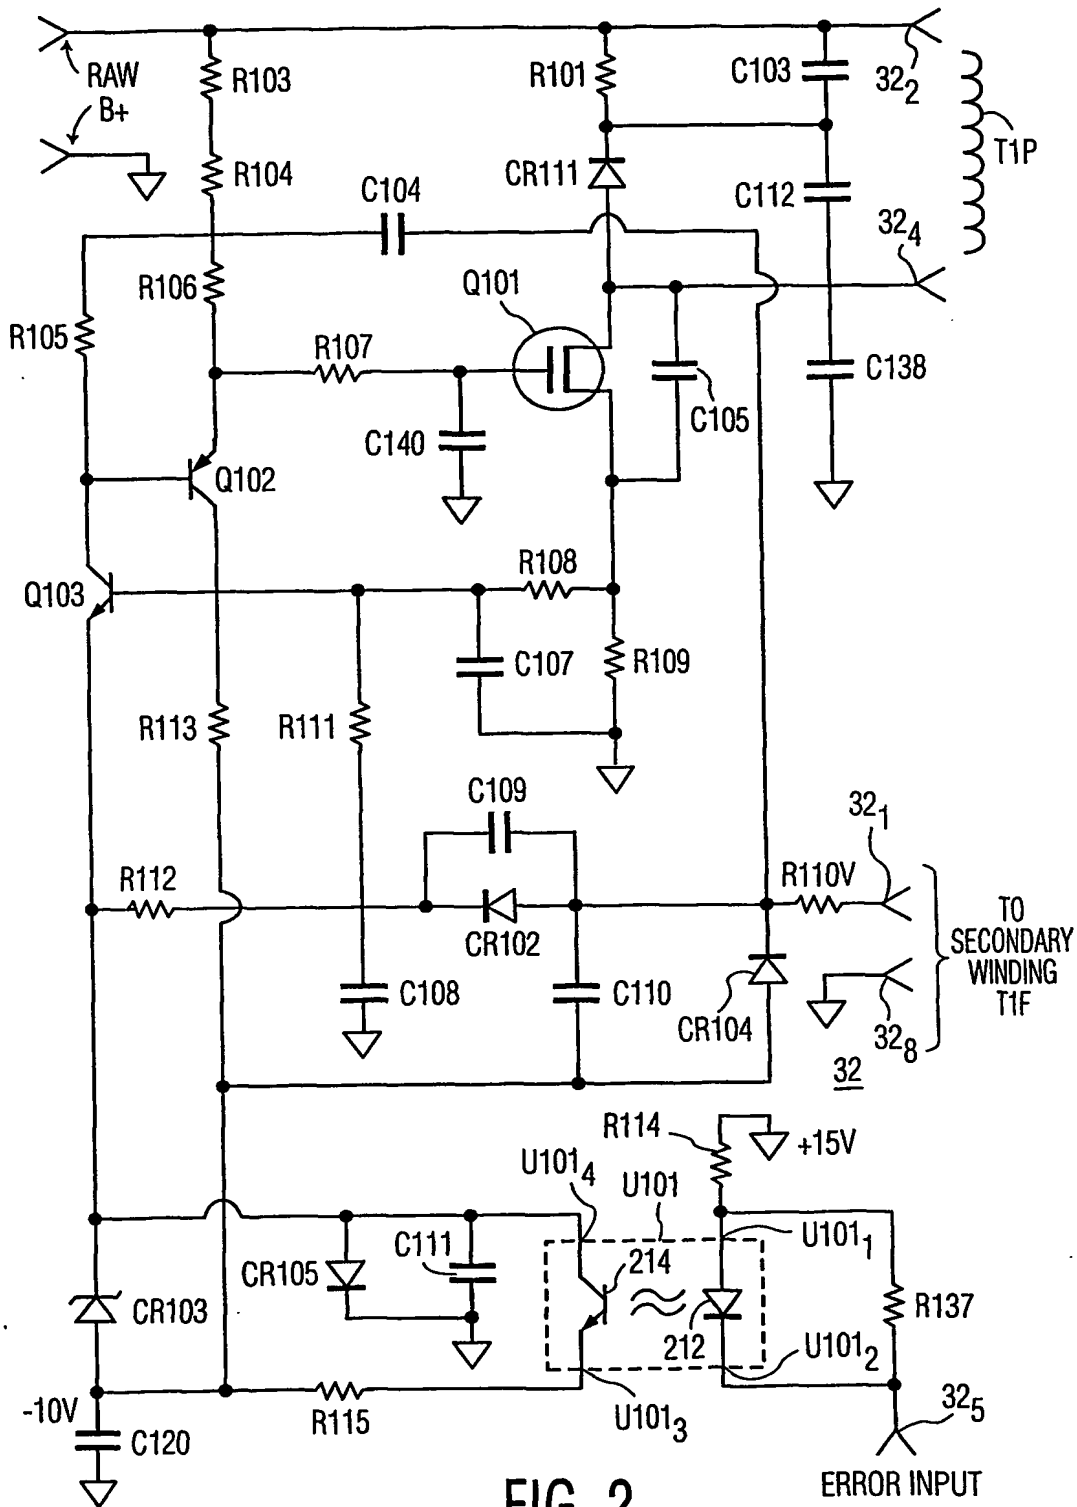 RAW
B+
R103
R101
C103
32₂
T1P
R104
CR111
C112
C104
32₄
R106
Q101
R105
R107
C138
C105
C140
Q102
R108
Q103
C107
R109
R113
R111
C109
32₁
R112
R110V
TO
SECONDARY
WINDING
T1F
CR102
C108
C110
CR104
32₈
32
R114
+15V
U101₄
U101
U101₁
C111
CR105
214
R137
CR103
212
U101₂
-10V
R115
U101₃
32₅
C120
ERROR INPUT
FIG. 2